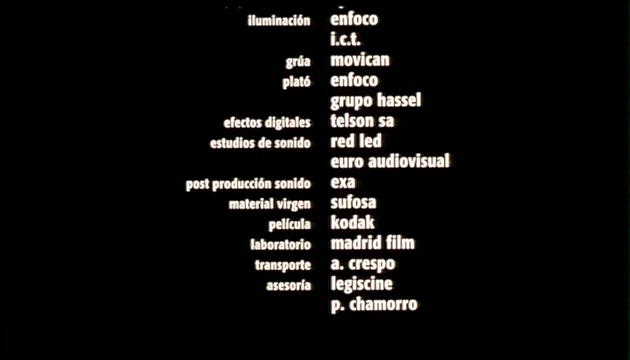 iluminación enfoco
i.c.t.
grúa movican
plató enfoco
grupo hassel
efectos digitales telson sa
estudios de sonido red led
euro audiovisual
post producción sonido exa
material virgen sufosa
película kodak
laboratorio madrid film
transporte a. crespo
asesoría legiscine
p. chamorro